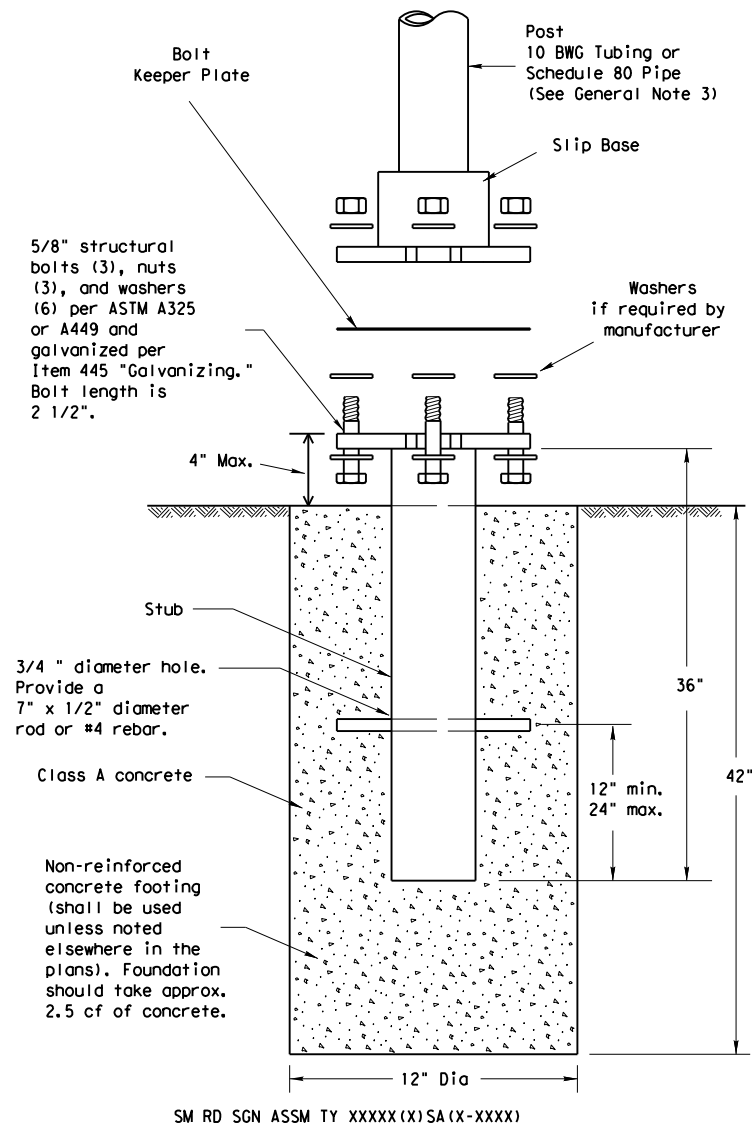 Bolt
Keeper Plate
Post
10 BWG Tubing or
Schedule 80 Pipe
(See General Note 3)
Slip Base
5/8" structural
bolts (3), nuts
(3), and washers
(6) per ASTM A325
or A449 and
galvanized per
Item 445 "Galvanizing."
Bolt length is
2 1/2".
Washers
if required by
manufacturer
4" Max.
Stub
3/4 " diameter hole.
Provide a
7" x 1/2" diameter
rod or #4 rebar.
36"
Class A concrete
12" min.
24" max.
42"
Non-reinforced
concrete footing
(shall be used
unless noted
elsewhere in the
plans). Foundation
should take approx.
2.5 cf of concrete.
12" Dia
SM RD SGN ASSM TY XXXXX(X)SA(X-XXXX)